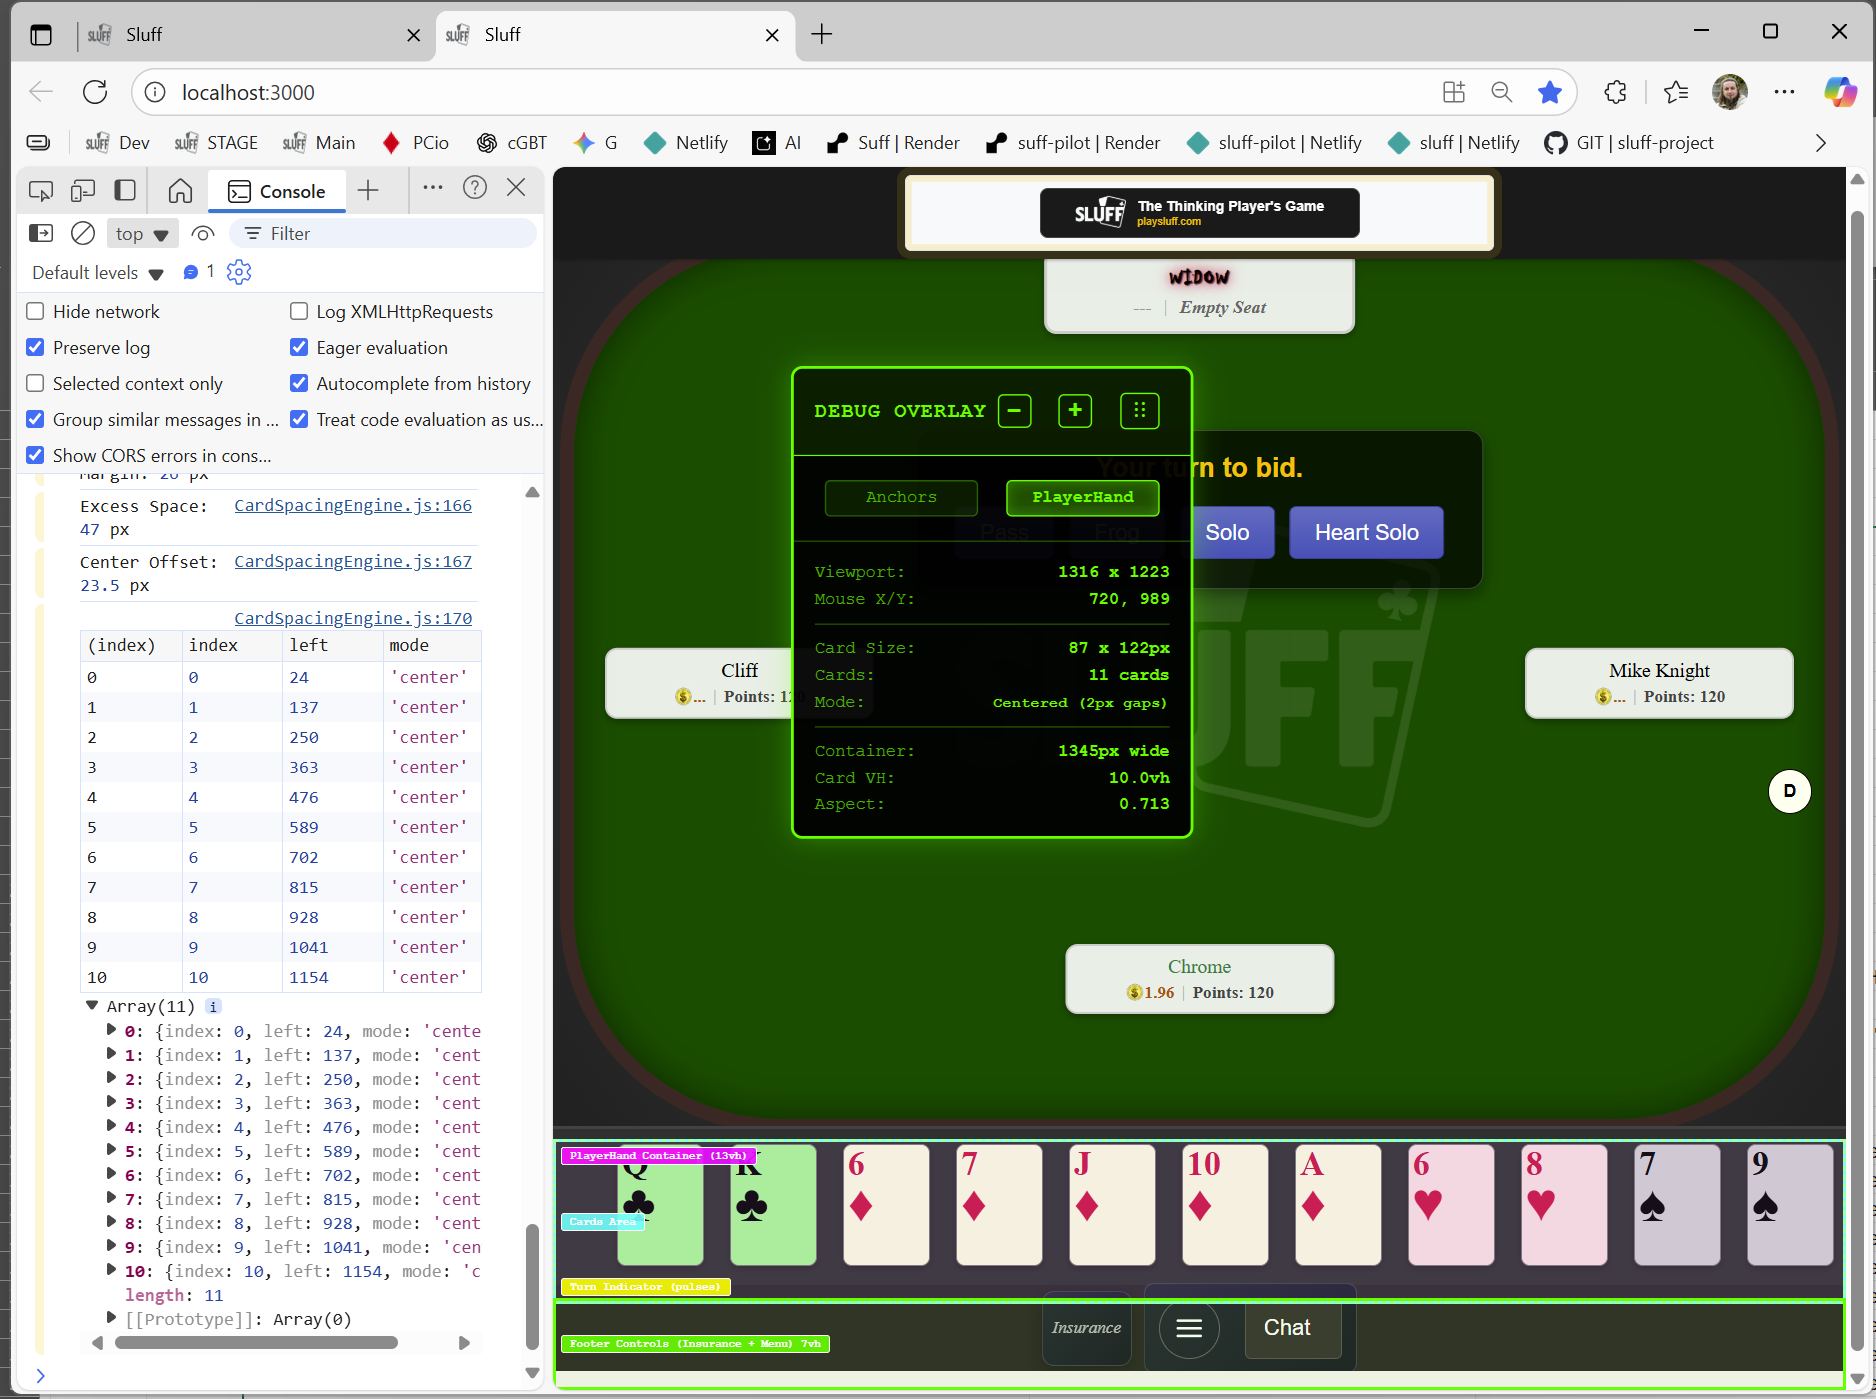 Sluff
Sluff
localhost:3000
Dev
STAGE
Main
PCio
cGBT
G
Netlify
AI
Suff | Render
suff-pilot | Render
sluff-pilot | Netlify
sluff | Netlify
GIT | sluff-project
Console
top
Filter
Default levels
1
Hide network
Log XMLHttpRequests
Preserve log
Eager evaluation
Selected context only
Autocomplete from history
Group similar messages in ...
Treat code evaluation as us...
Show CORS errors in cons...
Margin: 26 px
Excess Space: CardSpacingEngine.js:166
47 px
Center Offset: CardSpacingEngine.js:167
23.5 px
CardSpacingEngine.js:170
(index) index left mode
0 0 24 'center'
1 1 137 'center'
2 2 250 'center'
3 3 363 'center'
4 4 476 'center'
5 5 589 'center'
6 6 702 'center'
7 7 815 'center'
8 8 928 'center'
9 9 1041 'center'
10 10 1154 'center'
Array(11) i
0: {index: 0, left: 24, mode: 'cente
1: {index: 1, left: 137, mode: 'cent
2: {index: 2, left: 250, mode: 'cent
3: {index: 3, left: 363, mode: 'cent
4: {index: 4, left: 476, mode: 'cent
5: {index: 5, left: 589, mode: 'cent
6: {index: 6, left: 702, mode: 'cent
7: {index: 7, left: 815, mode: 'cent
8: {index: 8, left: 928, mode: 'cent
9: {index: 9, left: 1041, mode: 'cen
10: {index: 10, left: 1154, mode: 'c
length: 11
[[Prototype]]: Array(0)
SLUFF
The Thinking Player's Game
playsluff.com
WIDOW
--- | Empty Seat
DEBUG OVERLAY − +
Your turn to bid.
Anchors
PlayerHand
Pass
Frog
Solo
Heart Solo
Viewport: 1316 x 1223
Mouse X/Y: 720, 989
Card Size: 87 x 122px
Cards: 11 cards
Mode: Centered (2px gaps)
Container: 1345px wide
Card VH: 10.0vh
Aspect: 0.713
Cliff
... | Points: 120
Mike Knight
... | Points: 120
UFF
D
Chrome
1.96 | Points: 120
PlayerHand Container (13vh)
Q K 6 7 J 10 A 6 8 7 9
Cards Area
Turn Indicator (pulses)
Insurance
Chat
Footer Controls (Insurance + Menu) 7vh